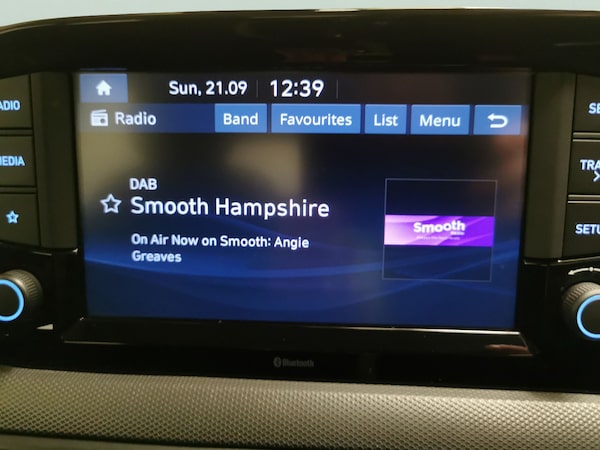 Sun, 21.09 12:39
Radio Band Favourites List Menu
DAB
Smooth Hampshire
On Air Now on Smooth: Angie
Greaves
Smooth
ADIO
MEDIA
SE
TRA
SETU
Bluetooth